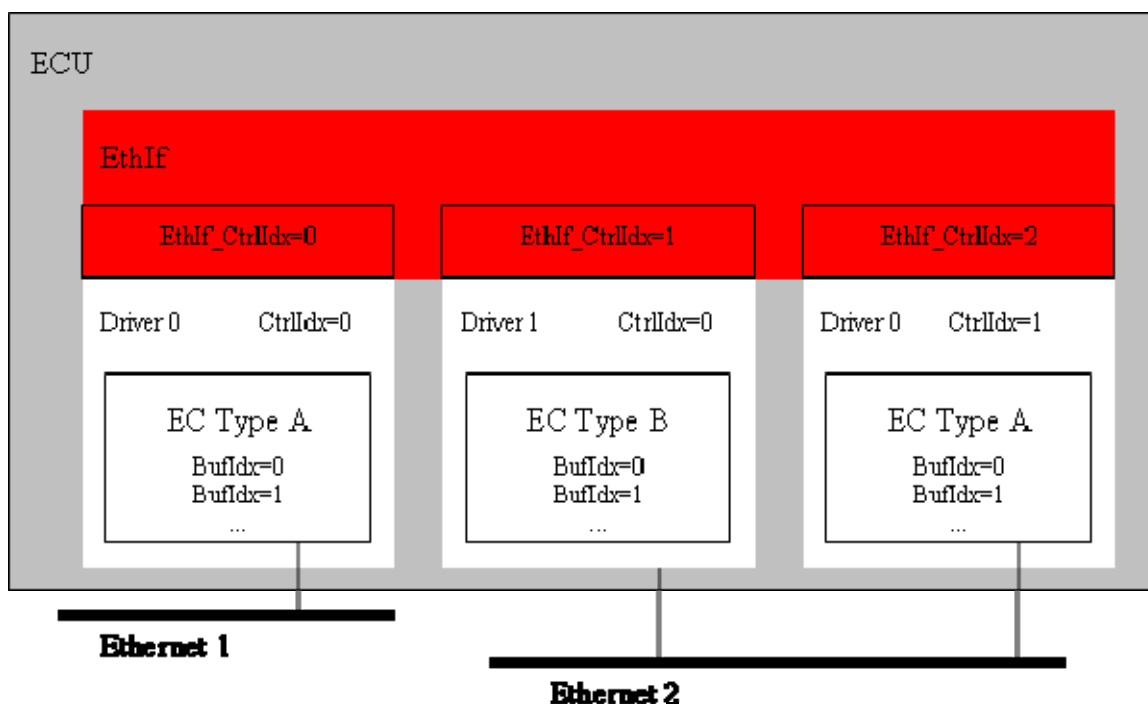 ECU
EthIf
EthIf_CtrlIdx=0
EthIf_CtrlIdx=1
EthIf_CtrlIdx=2
Driver 0 CtrlIdx=0
Driver 1 CtrlIdx=0
Driver 0 CtrlIdx=1
EC Type A
BufIdx=0
BufIdx=1
...
EC Type B
BufIdx=0
BufIdx=1
...
EC Type A
BufIdx=0
BufIdx=1
...
Ethernet 1
Ethernet 2